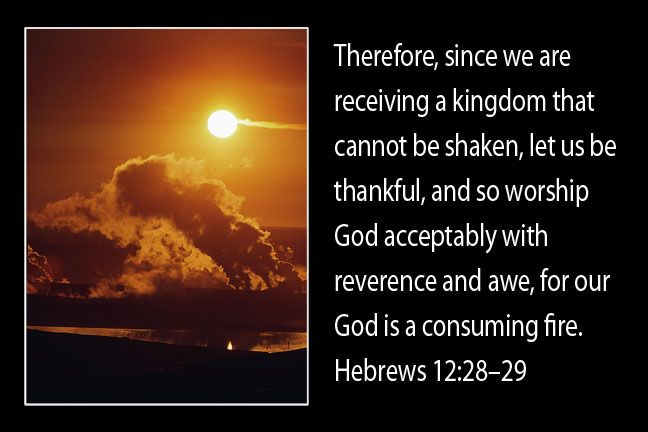 Therefore, since we are
receiving a kingdom that
cannot be shaken, let us be
thankful, and so worship
God acceptably with
reverence and awe, for our
God is a consuming fire.
Hebrews 12:28–29